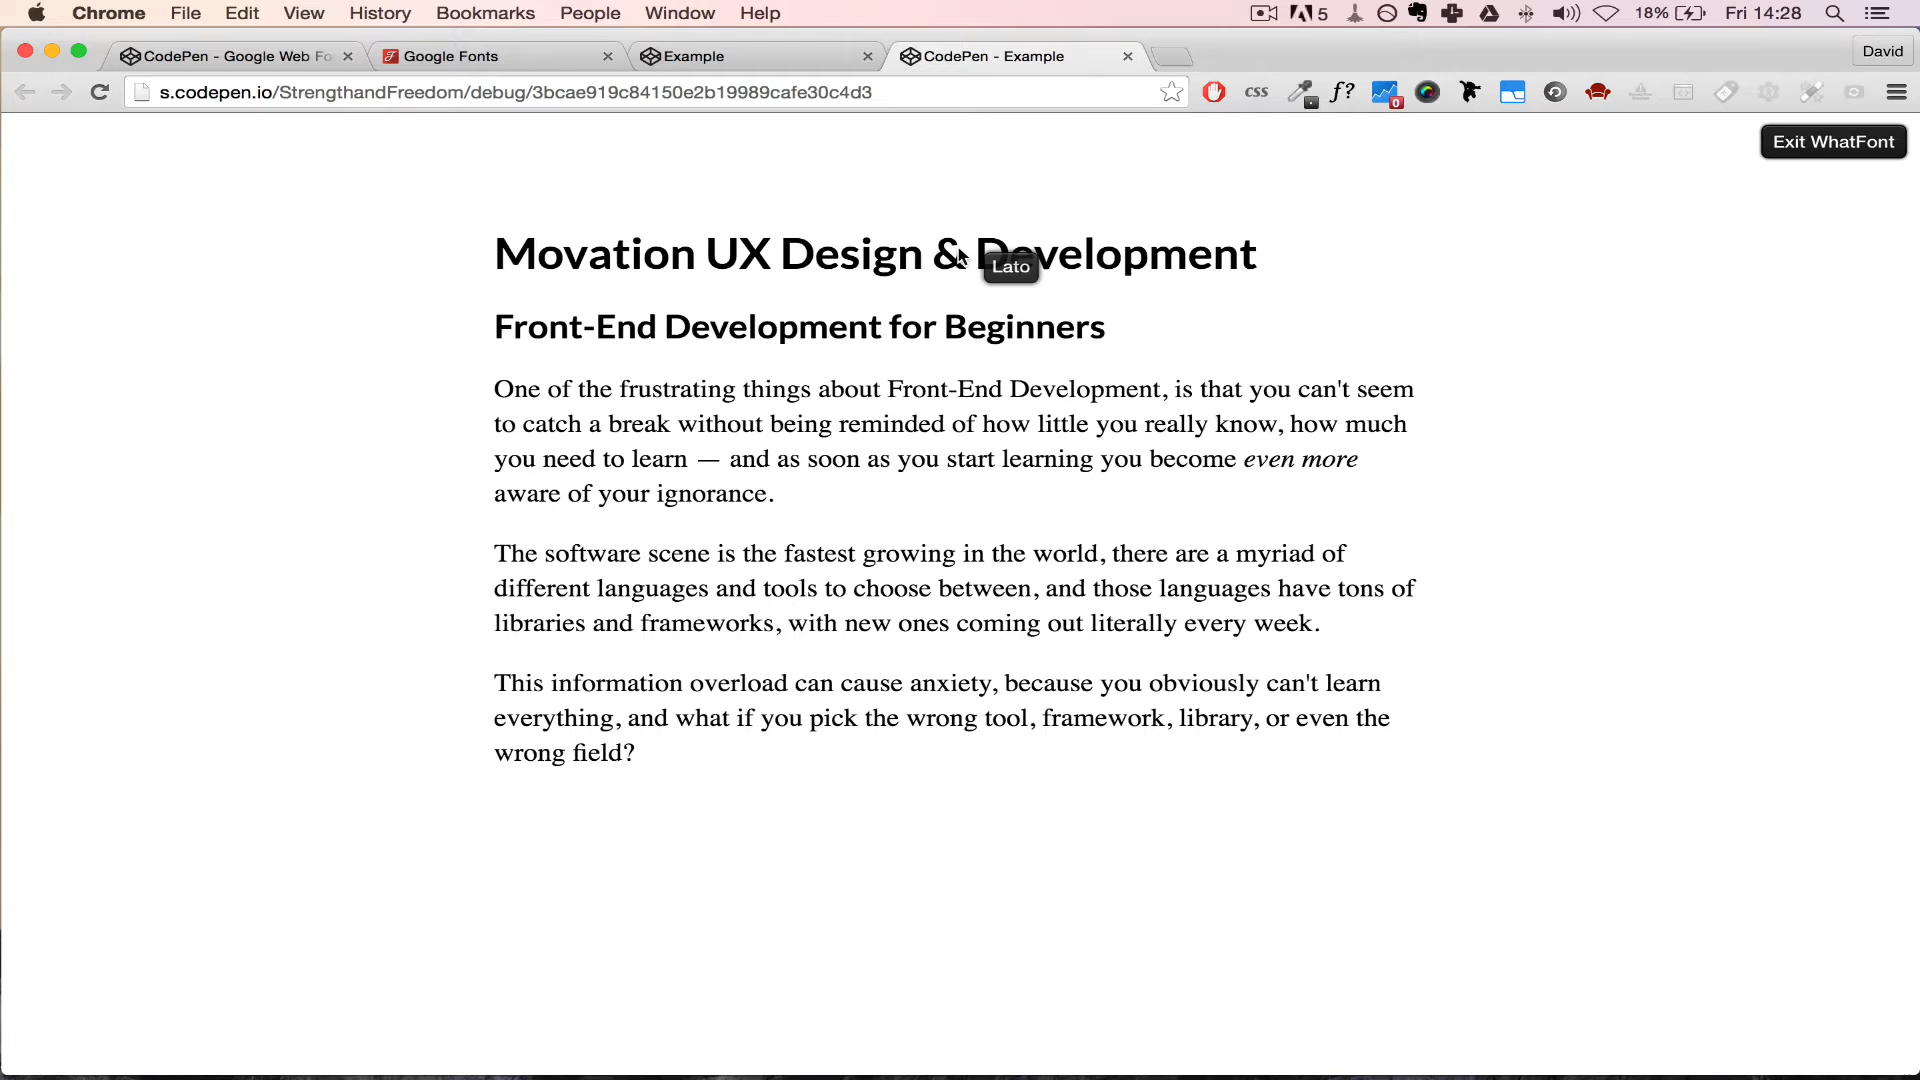 Chrome File Edit View History Bookmarks People Window Help 5 18% Fri 14:28
CodePen - Google Web Fo Google Fonts Example CodePen - Example David
s.codepen.io/StrengthandFreedom/debug/3bcae919c84150e2b19989cafe30c4d3 css f? 0
Exit WhatFont
Movation UX Design & Development
Lato
Front-End Development for Beginners
One of the frustrating things about Front-End Development, is that you can't seem
to catch a break without being reminded of how little you really know, how much
you need to learn — and as soon as you start learning you become even more
aware of your ignorance.
The software scene is the fastest growing in the world, there are a myriad of
different languages and tools to choose between, and those languages have tons of
libraries and frameworks, with new ones coming out literally every week.
This information overload can cause anxiety, because you obviously can't learn
everything, and what if you pick the wrong tool, framework, library, or even the
wrong field?